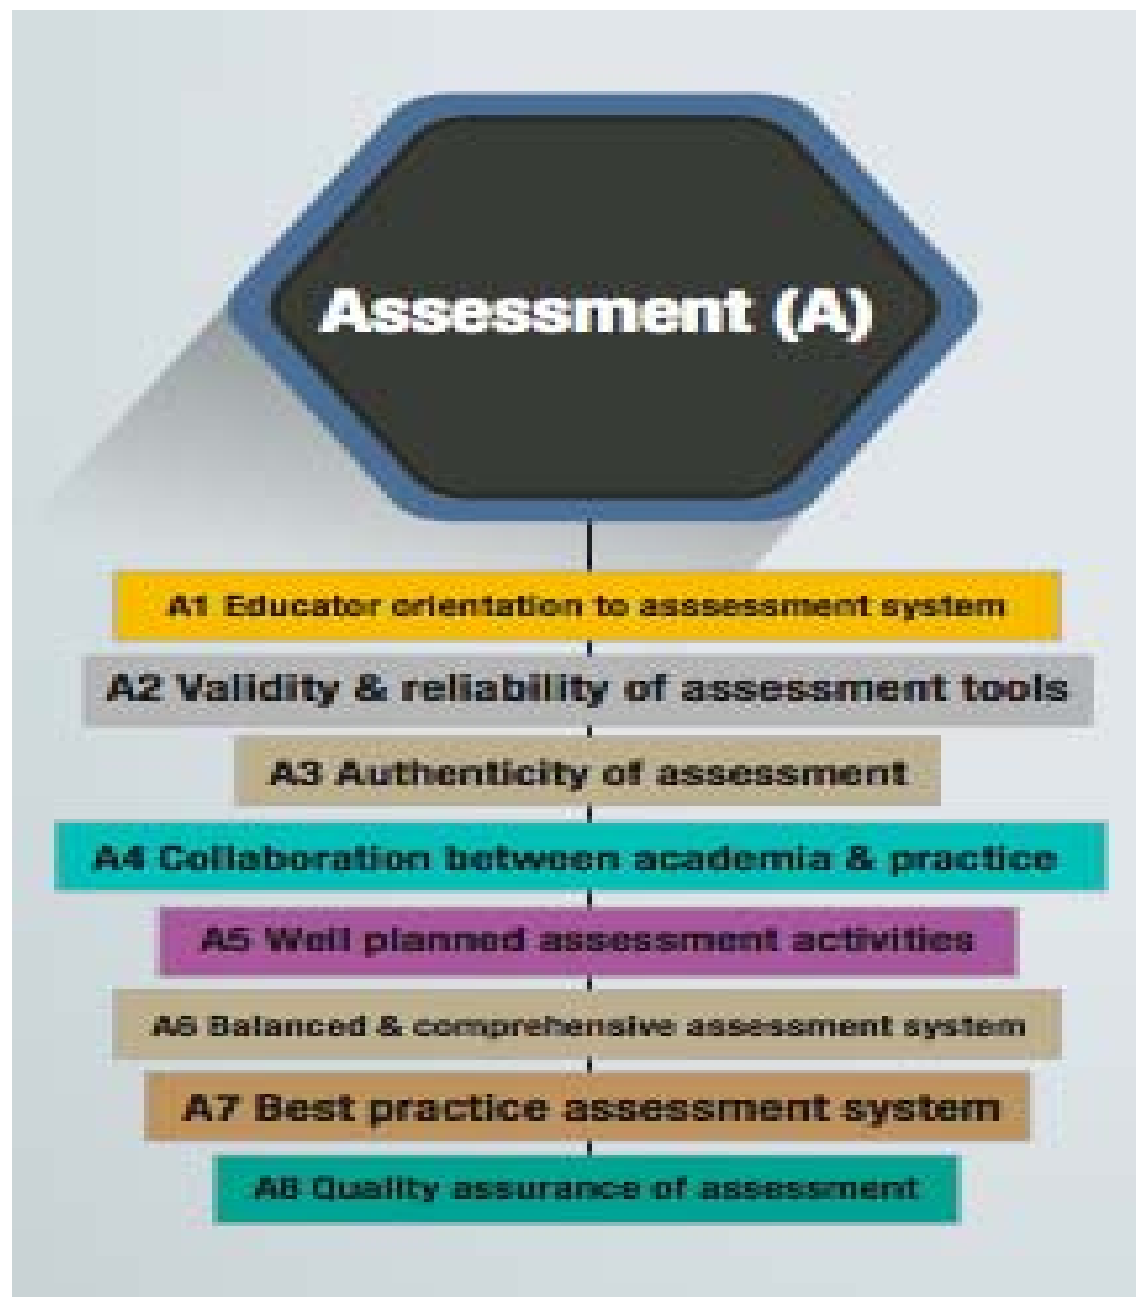 Assessment (A)
A1 Educator orientation to asssessment system
A2 Validity & reliability of assessment tools
A3 Authenticity of assessment
A4 Collaboration between academia & practice
A5 Well planned assessment activities
A6 Balanced & comprehensive assessment system
A7 Best practice assessment system
A8 Quality assurance of assessment